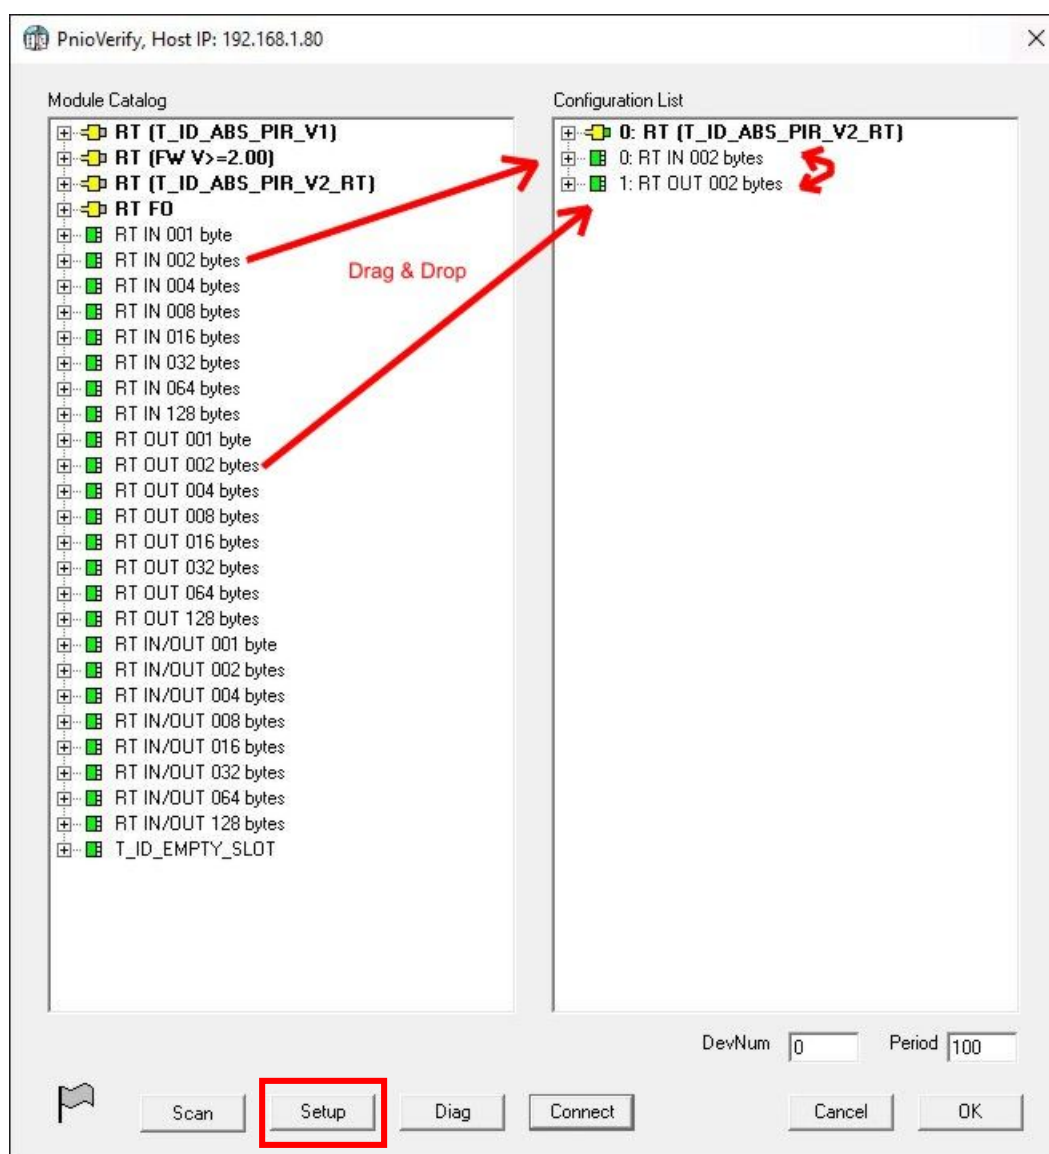 PnioVerify, Host IP: 192.168.1.80
Module Catalog
RT (T_ID_ABS_PIR_V1)
RT (FW V>=2.00)
RT (T_ID_ABS_PIR_V2_RT)
RT FO
RT IN 001 byte
RT IN 002 bytes
RT IN 004 bytes
RT IN 008 bytes
RT IN 016 bytes
RT IN 032 bytes
RT IN 064 bytes
RT IN 128 bytes
RT OUT 001 byte
RT OUT 002 bytes
RT OUT 004 bytes
RT OUT 008 bytes
RT OUT 016 bytes
RT OUT 032 bytes
RT OUT 064 bytes
RT OUT 128 bytes
RT IN/OUT 001 byte
RT IN/OUT 002 bytes
RT IN/OUT 004 bytes
RT IN/OUT 008 bytes
RT IN/OUT 016 bytes
RT IN/OUT 032 bytes
RT IN/OUT 064 bytes
RT IN/OUT 128 bytes
T_ID_EMPTY_SLOT
Drag & Drop
Configuration List
0: RT (T_ID_ABS_PIR_V2_RT)
0: RT IN 002 bytes
1: RT OUT 002 bytes
DevNum 0 Period 100
Scan Setup Diag Connect Cancel OK